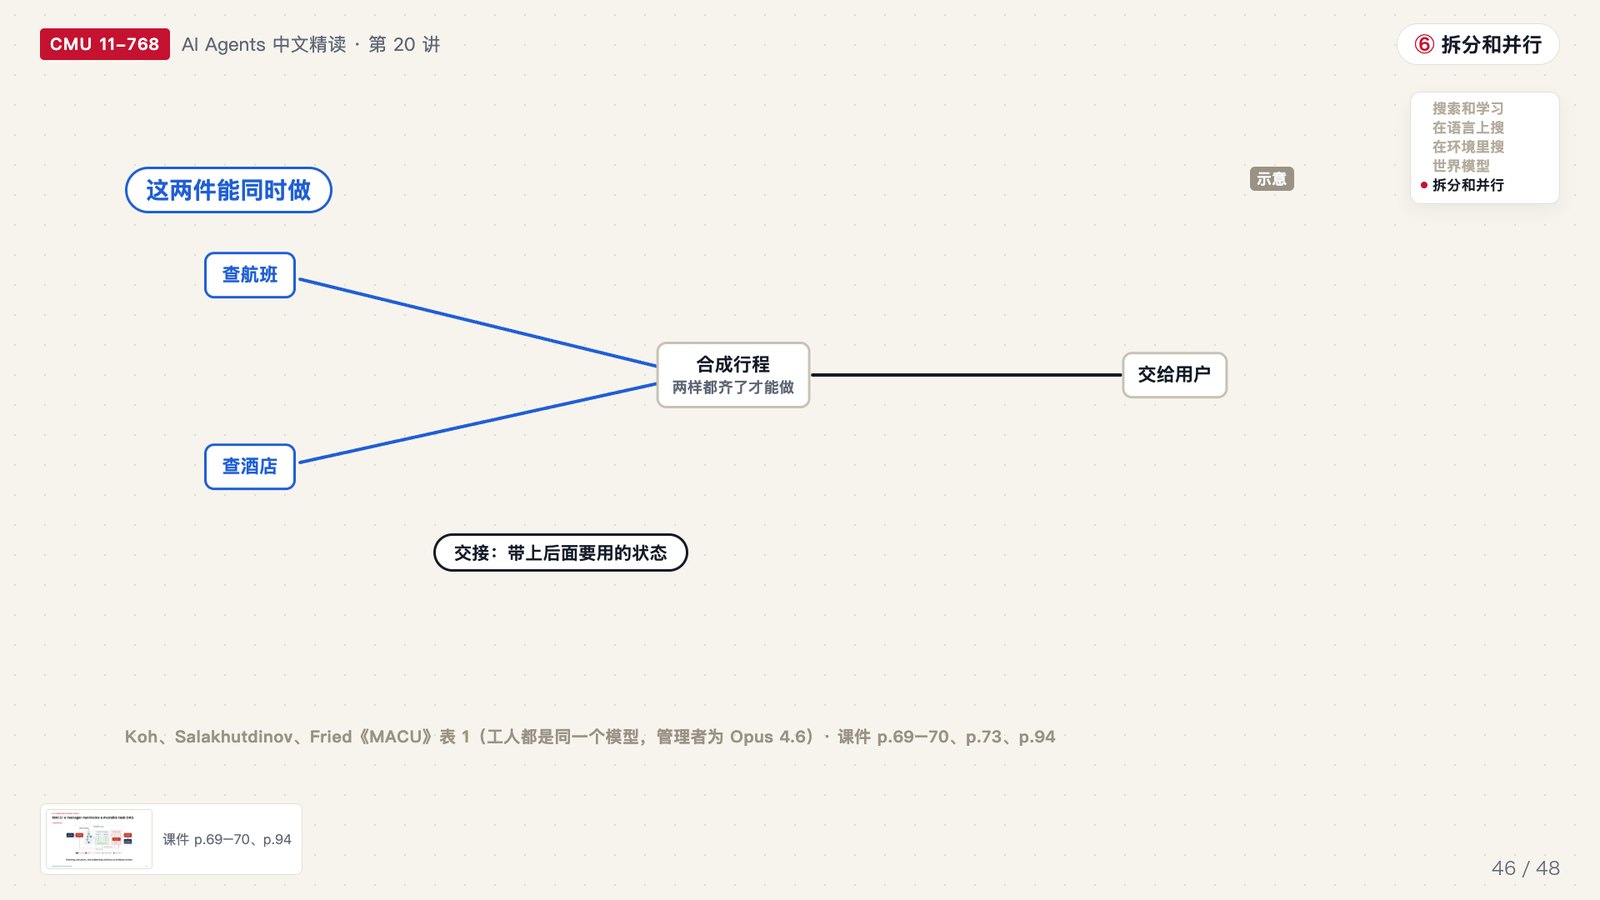 CMU 11-768 AI Agents 中文精读 · 第 20 讲
⑥ 拆分和并行
搜索和学习
在语言上搜
在环境里搜
世界模型
拆分和并行
这两件能同时做
示意
查航班
合成行程
两样都齐了才能做
交给用户
查酒店
交接：带上后面要用的状态
Koh、Salakhutdinov、Fried《MACU》表 1（工人都是同一个模型，管理者为 Opus 4.6）· 课件 p.69–70、p.73、p.94
课件 p.69–70、p.94
46 / 48